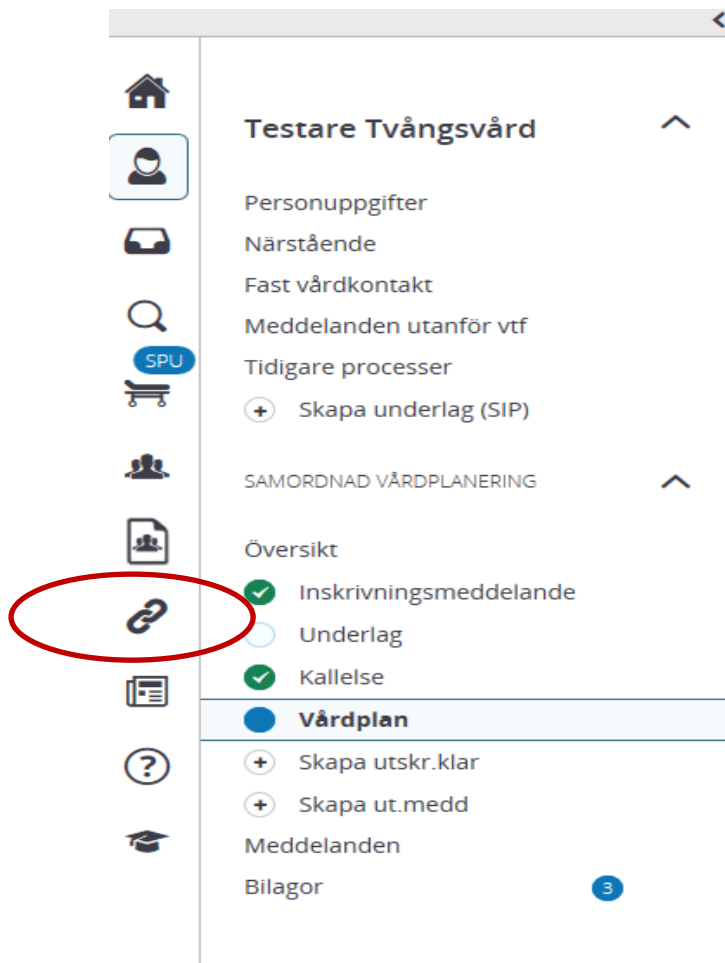 Testare Tvångsvård
Personuppgifter
Närstående
Fast vårdkontakt
Meddelanden utanför vtf
SPU
Tidigare processer
Skapa underlag (SIP)
SAMORDNAD VÅRDPLANERING
Översikt
Inskrivningsmeddelande
Underlag
Kallelse
Vårdplan
Skapa utskr.klar
Skapa ut.medd
Meddelanden
Bilagor 3